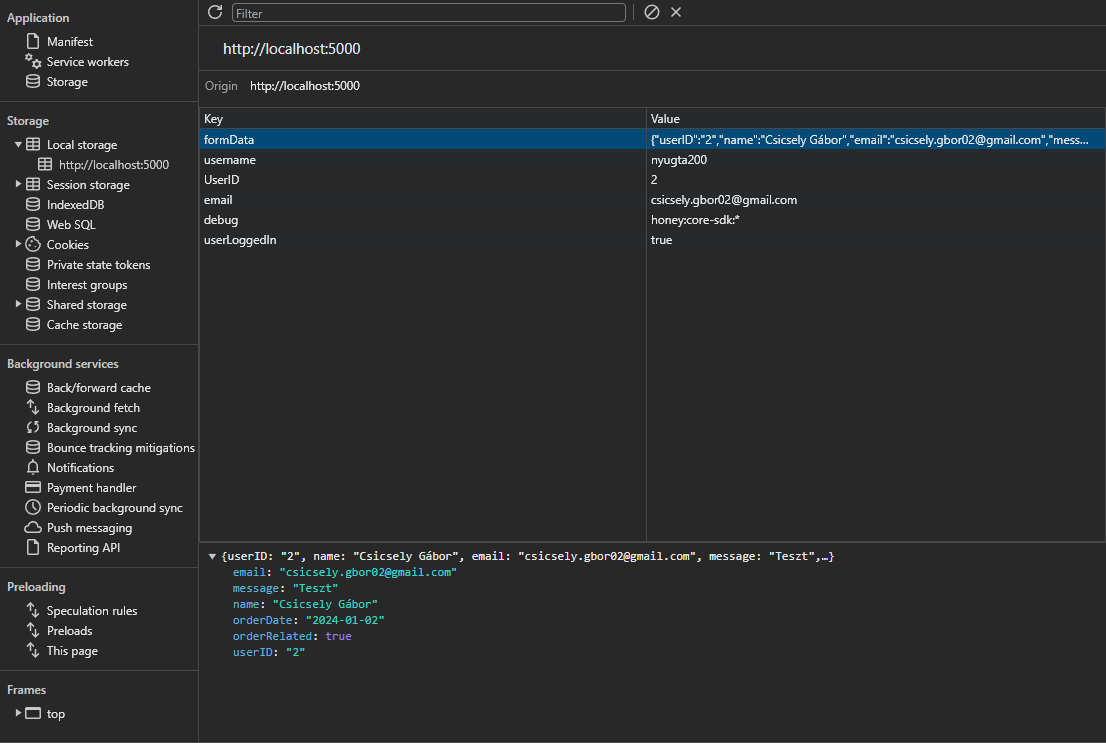 Application
Manifest
Service workers
Storage
Storage
Local storage
http://localhost:5000
Session storage
IndexedDB
Web SQL
Cookies
Private state tokens
Interest groups
Shared storage
Cache storage
Background services
Back/forward cache
Background fetch
Background sync
Bounce tracking mitigations
Notifications
Payment handler
Periodic background sync
Push messaging
Reporting API
Preloading
Speculation rules
Preloads
This page
Frames
top
Filter
http://localhost:5000
Origin http://localhost:5000
Key Value
formData {"userID":"2","name":"Csicsely Gábor","email":"csicsely.gbor02@gmail.com","mess...
username nyugta200
UserID 2
email csicsely.gbor02@gmail.com
debug honey:core-sdk:*
userLoggedIn true
{userID: "2", name: "Csicsely Gábor", email: "csicsely.gbor02@gmail.com", message: "Teszt",…}
email: "csicsely.gbor02@gmail.com"
message: "Teszt"
name: "Csicsely Gábor"
orderDate: "2024-01-02"
orderRelated: true
userID: "2"